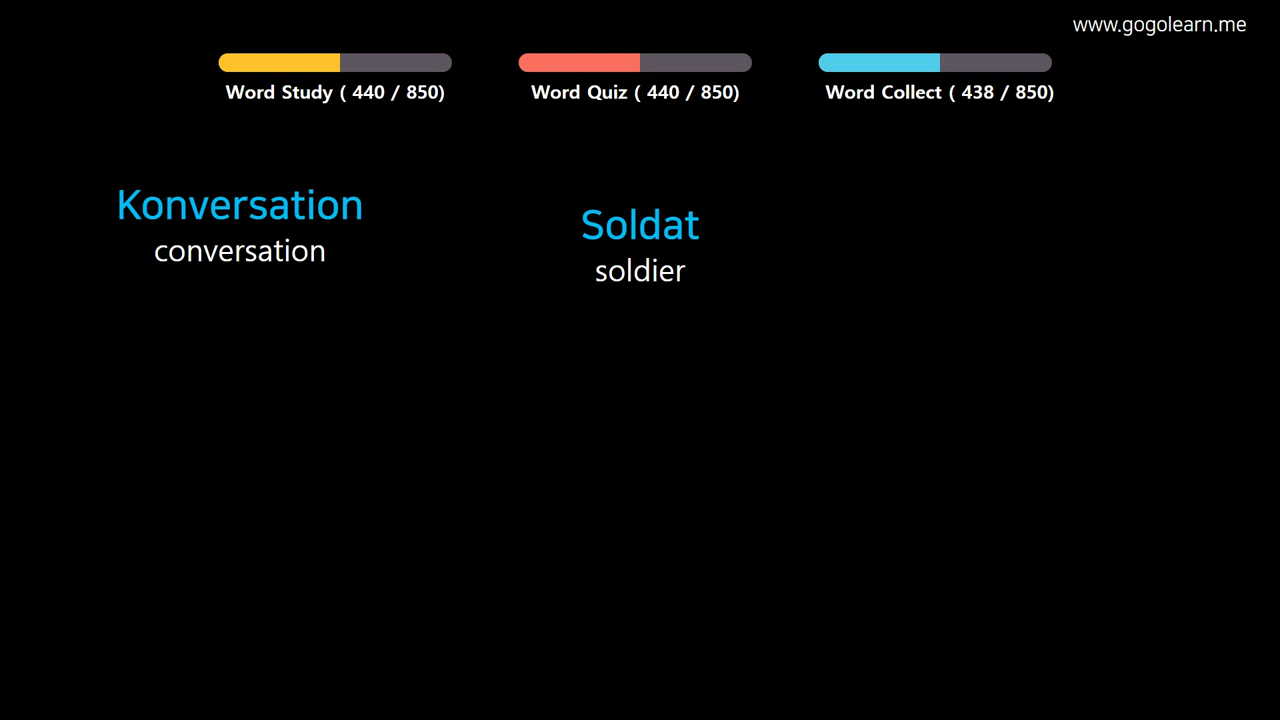 www.gogolearn.me
Word Study ( 440 / 850)
Word Quiz ( 440 / 850)
Word Collect ( 438 / 850)
Konversation
conversation
Soldat
soldier